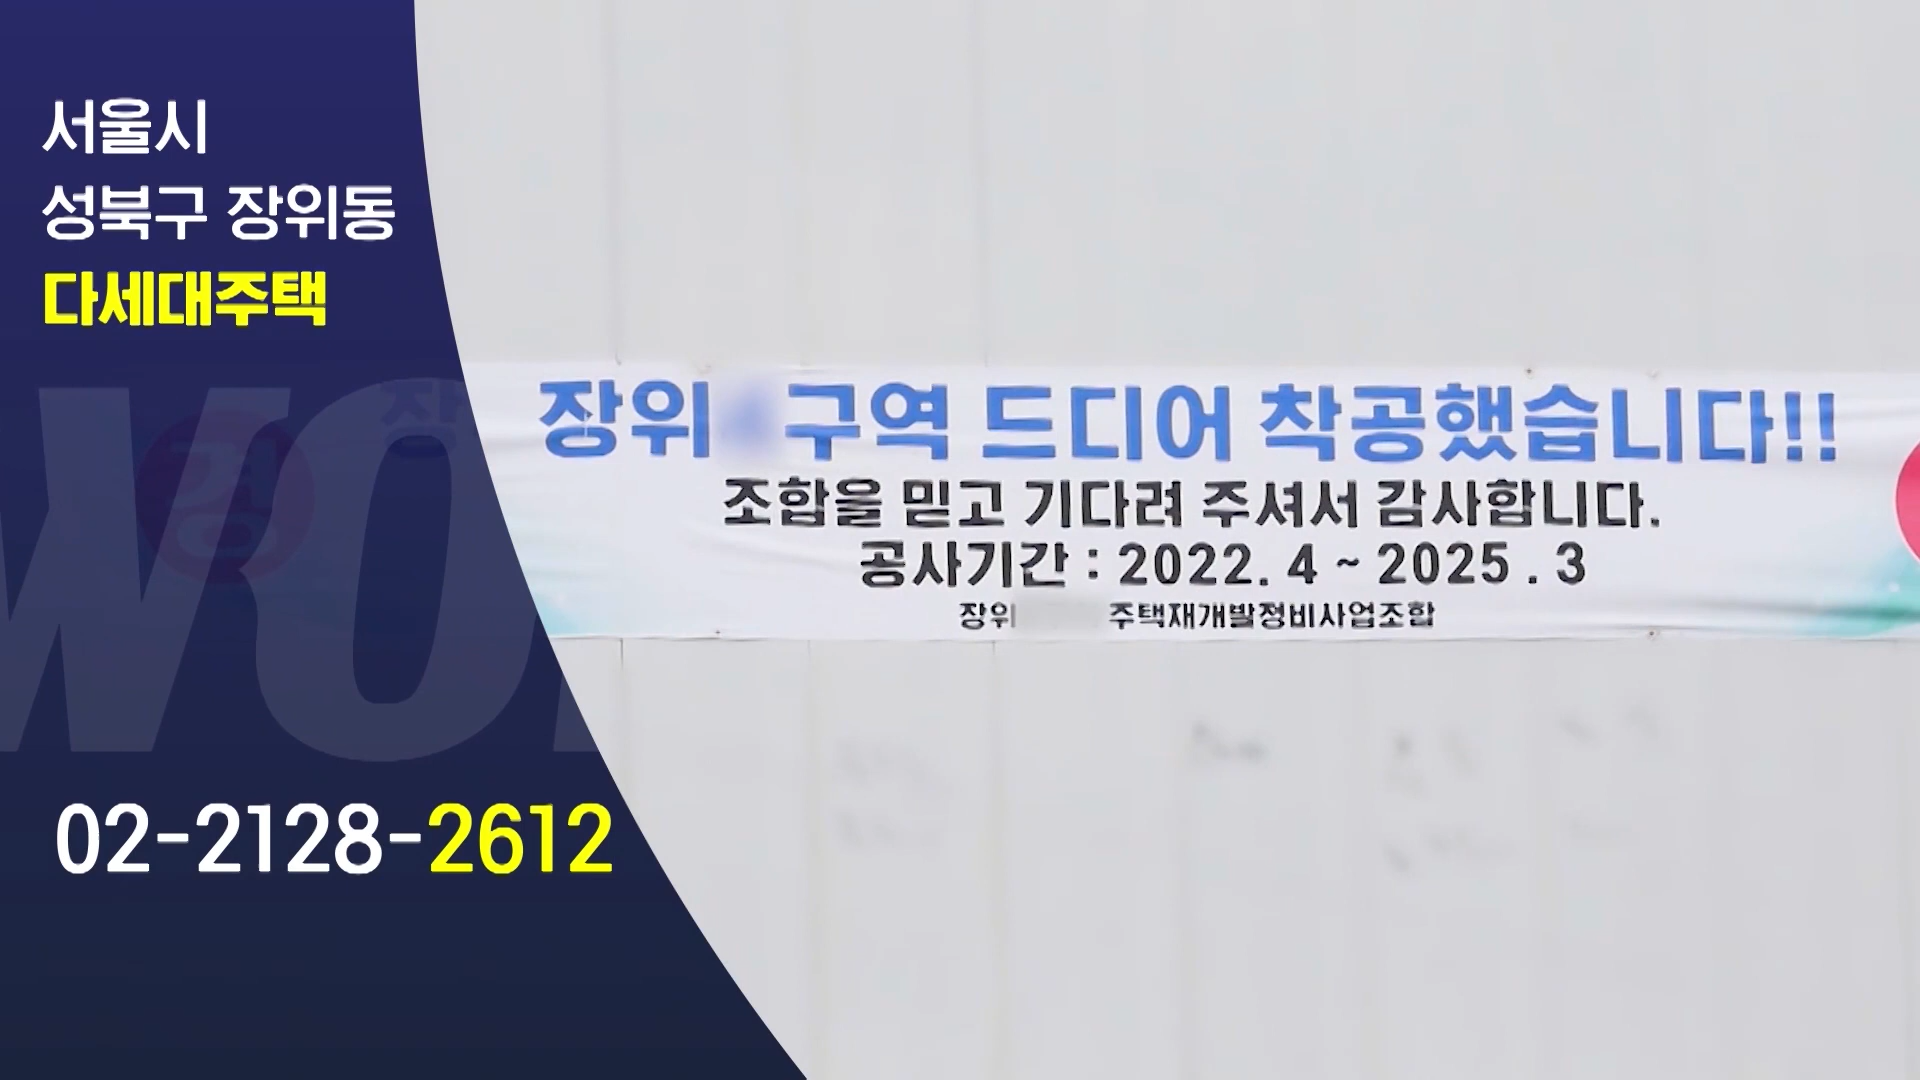 서울시
성북구 장위동
다세대주택
WO
경
02-2128-2612
장위 구역 드디어 착공했습니다!!
조합을 믿고 기다려 주셔서 감사합니다.
공사기간 : 2022. 4 ~ 2025 . 3
장위 주택재개발정비사업조합